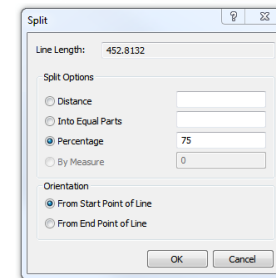 Split
Line Length: 452.8132
Split Options
Distance
Into Equal Parts
Percentage 75
By Measure 0
Orientation
From Start Point of Line
From End Point of Line
OK Cancel